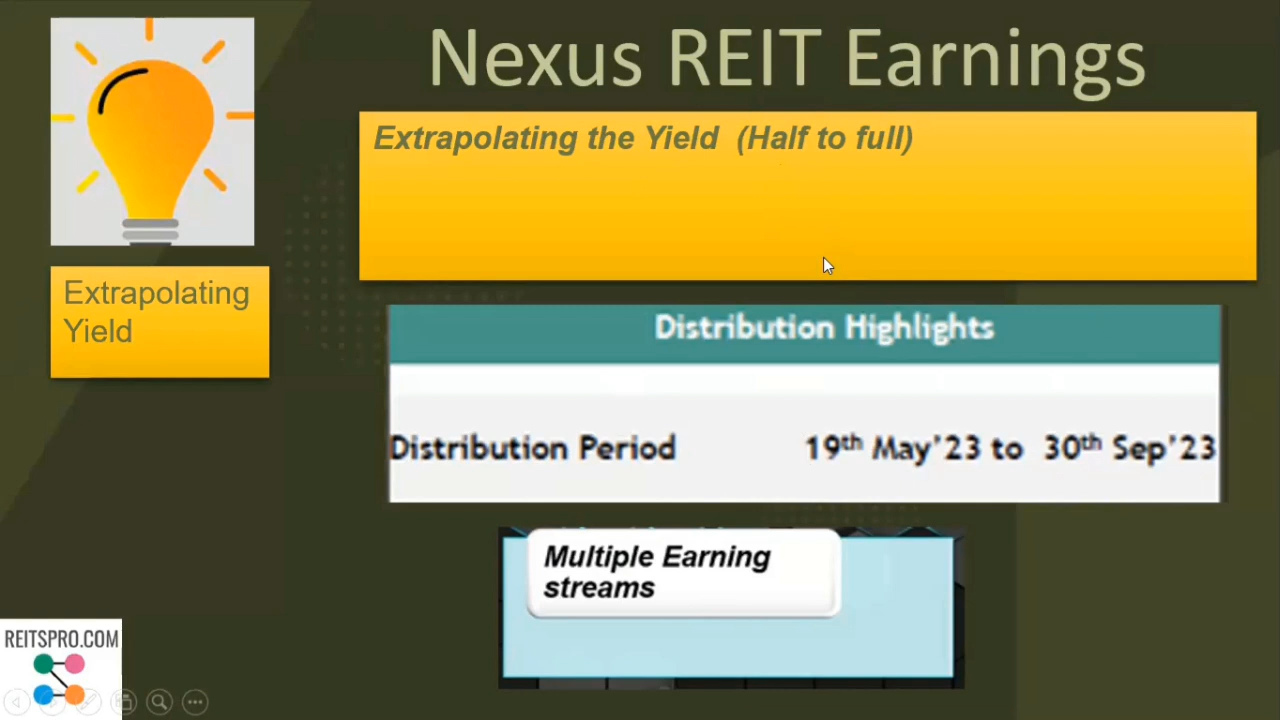 Nexus REIT Earnings
Extrapolating the Yield (Half to full)
Extrapolating
Yield
Distribution Highlights
Distribution Period 19th May'23 to 30th Sep'23
Multiple Earning
streams
REITSPRO.COM